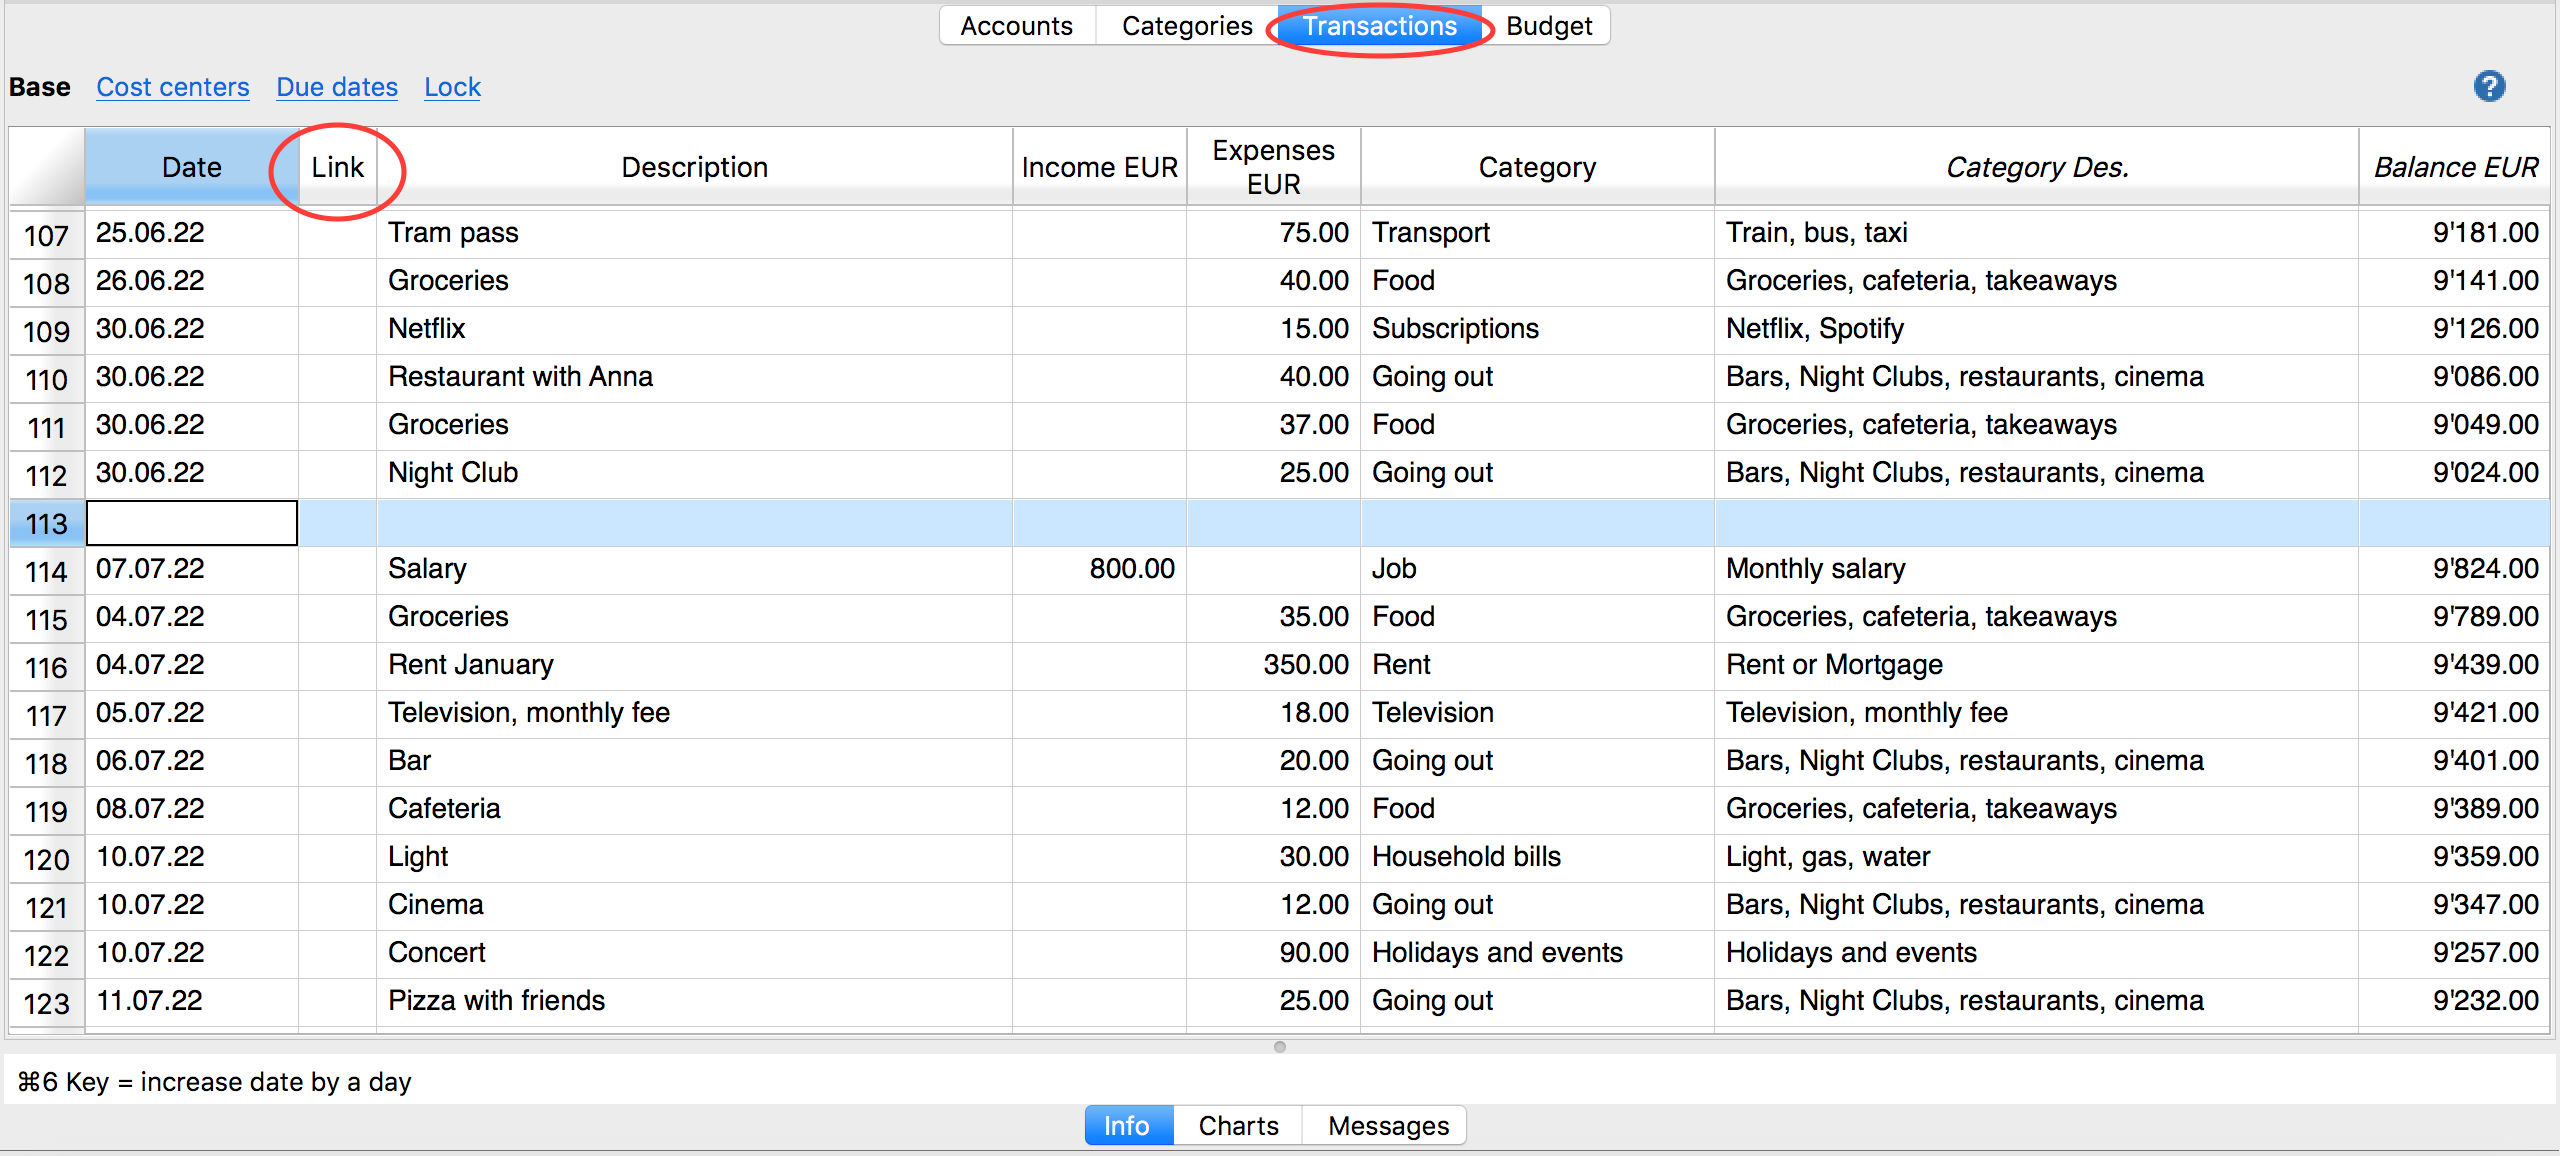 Accounts Categories Transactions Budget
Base Cost centers Due dates Lock ?
Date Link Description Income EUR Expenses EUR Category Category Des. Balance EUR
107 25.06.22 Tram pass 75.00 Transport Train, bus, taxi 9'181.00
108 26.06.22 Groceries 40.00 Food Groceries, cafeteria, takeaways 9'141.00
109 30.06.22 Netflix 15.00 Subscriptions Netflix, Spotify 9'126.00
110 30.06.22 Restaurant with Anna 40.00 Going out Bars, Night Clubs, restaurants, cinema 9'086.00
111 30.06.22 Groceries 37.00 Food Groceries, cafeteria, takeaways 9'049.00
112 30.06.22 Night Club 25.00 Going out Bars, Night Clubs, restaurants, cinema 9'024.00
113
114 07.07.22 Salary 800.00 Job Monthly salary 9'824.00
115 04.07.22 Groceries 35.00 Food Groceries, cafeteria, takeaways 9'789.00
116 04.07.22 Rent January 350.00 Rent Rent or Mortgage 9'439.00
117 05.07.22 Television, monthly fee 18.00 Television Television, monthly fee 9'421.00
118 06.07.22 Bar 20.00 Going out Bars, Night Clubs, restaurants, cinema 9'401.00
119 08.07.22 Cafeteria 12.00 Food Groceries, cafeteria, takeaways 9'389.00
120 10.07.22 Light 30.00 Household bills Light, gas, water 9'359.00
121 10.07.22 Cinema 12.00 Going out Bars, Night Clubs, restaurants, cinema 9'347.00
122 10.07.22 Concert 90.00 Holidays and events Holidays and events 9'257.00
123 11.07.22 Pizza with friends 25.00 Going out Bars, Night Clubs, restaurants, cinema 9'232.00
⌘6 Key = increase date by a day
Info Charts Messages